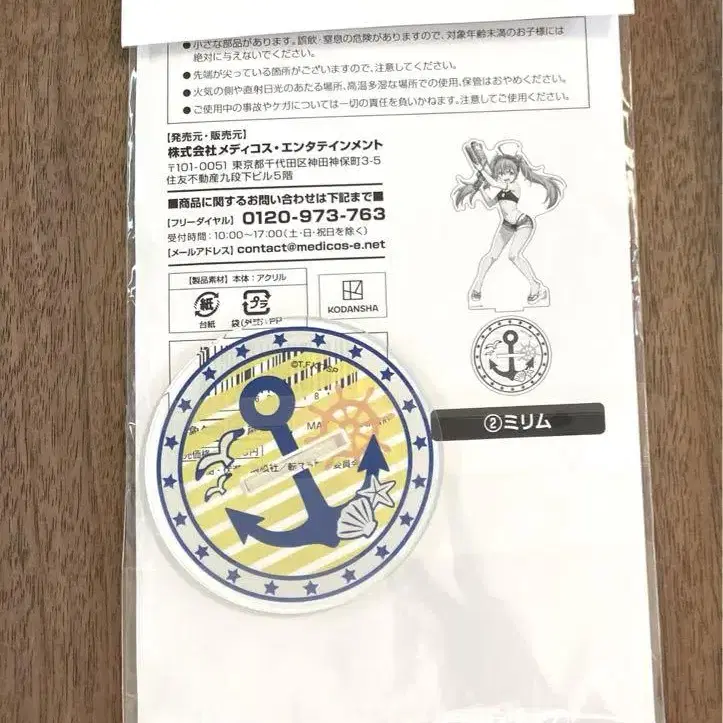 ●小さな部品があります。誤飲・窒息の危険がありますので、対象年齢未満のお子様には
絶対に与えないでください。
●先端が尖っている箇所がございますので、注意してください。
●火気の側や直射日光のあたる場所、高温多湿な場所での使用、保管はおやめください。
●ご使用中の事故やケガについては一切の責任を負いかねます。注意してご使用ください。
【発売元・販売元】
株式会社メディコス・エンタテインメント
〒101-0051 東京都千代田区神田神保町3-5
住友不動産九段下ビル5階
■商品に関するお問い合わせは下記まで■
【フリーダイヤル】 0120-973-763
受付時間:10:00~17:00(土・日・祝日を除く)
【メールアドレス】 contact@medicos-e.net
【製品素材】本体:アクリル
紙
プラ
台紙
KODANSHA
②ミリム